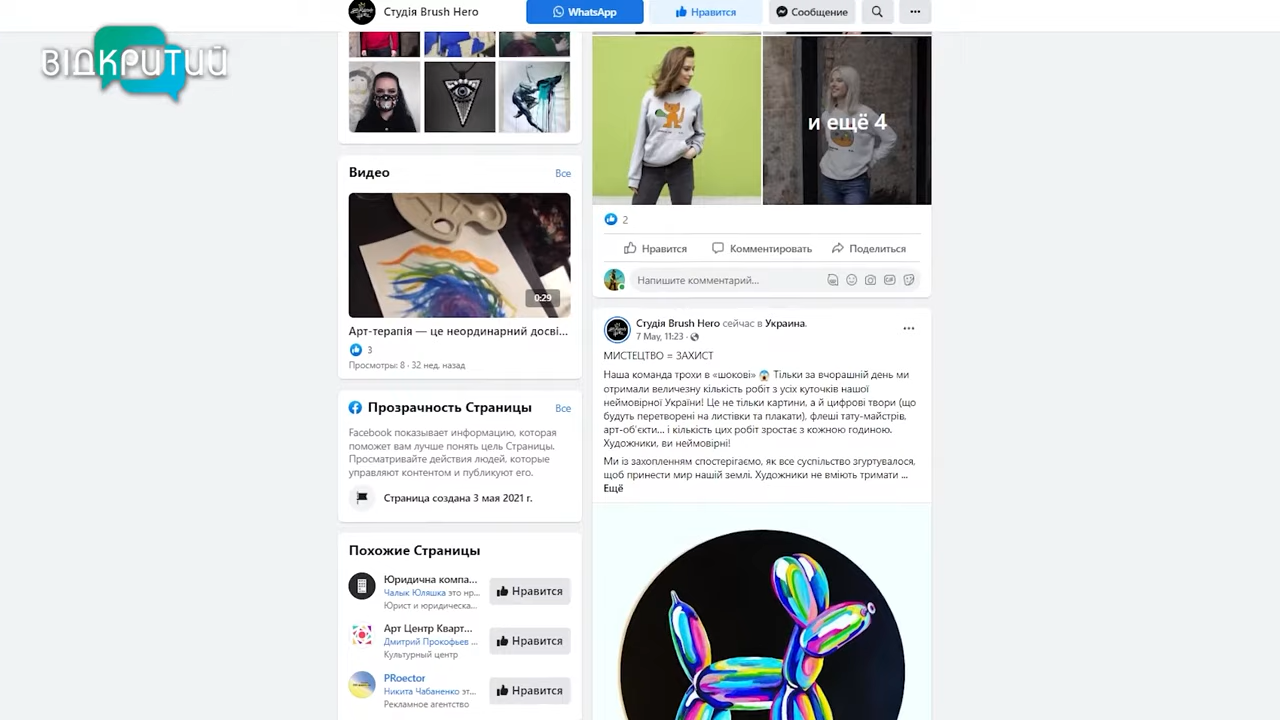 Студія Brush Hero
WhatsApp
Нравится
Сообщение
ВІДКРИТИЙ
и ещё 4
Видео
Все
0:29
Арт-терапія — це неординарний досві...
3
Просмотры: 8 · 32 нед. назад
Прозрачность Страницы
Все
Facebook показывает информацию, которая
поможет вам лучше понять цель Страницы.
Просматривайте действия людей, которые
управляют контентом и публикуют его.
Страница создана 3 мая 2021 г.
Похожие Страницы
Юридична компа...
Чалык Юляшка это нр...
Юрист и юридическа...
Нравится
Арт Центр Кварт...
Дмитрий Прокофьев ...
Культурный центр
Нравится
PRoector
Никита Чабаненко эт...
Рекламное агентство
Нравится
2
Нравится
Комментировать
Поделиться
Напишите комментарий...
Студія Brush Hero сейчас в Украина.
7 May, 11:23 ·
МИСТЕЦТВО = ЗАХИСТ
Наша команда трохи в «шокові» 😱 Тільки за вчорашній день ми
отримали величезну кількість робіт з усіх куточків нашої
неймовірної України! Це не тільки картини, а й цифрові твори (що
будуть перетворені на листівки та плакати), флеші тату-майстрів,
арт-об'єкти... і кількість цих робіт зростає з кожною годиною.
Художники, ви неймовірні!
Ми із захопленням спостерігаємо, як все суспільство згуртувалося,
щоб принести мир нашій землі. Художники не вміють тримати ...
Ещё